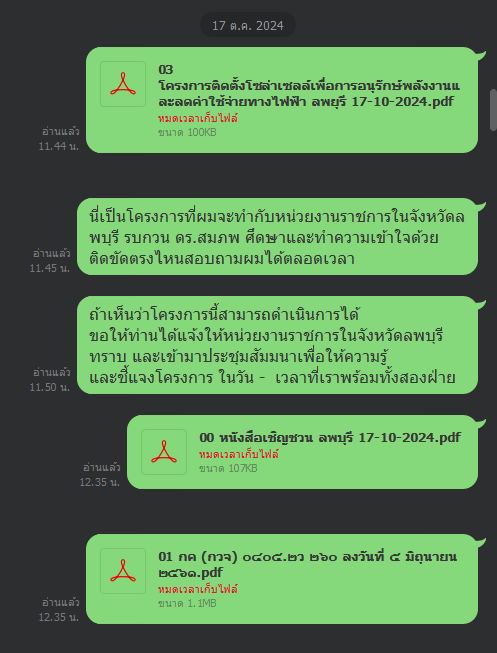 17 ต.ค. 2024
03
โครงการติดตั้งโซล่าเซลล์เพื่อการอนุรักษ์พลังงานแ
ละลดค่าใช้จ่ายทางไฟฟ้า ลพบุรี 17-10-2024.pdf
หมดเวลาเก็บไฟล์
ขนาด 100KB
อ่านแล้ว
11.44 น.
นี่เป็นโครงการที่ผมจะทำกับหน่วยงานราชการในจังหวัดล
พบุรี รบกวน ดร.สมภพ ศึกษาและทำความเข้าใจด้วย
ติดขัดตรงไหนสอบถามผมได้ตลอดเวลา
อ่านแล้ว
11.45 น.
ถ้าเห็นว่าโครงการนี้สามารถดำเนินการได้
ขอให้ท่านได้แจ้งให้หน่วยงานราชการในจังหวัดลพบุรี
ทราบ และเข้ามาประชุมสัมมนาเพื่อให้ความรู้
และชี้แจงโครงการ ในวัน - เวลาที่เราพร้อมทั้งสองฝ่าย
อ่านแล้ว
11.50 น.
00 หนังสือเชิญชวน ลพบุรี 17-10-2024.pdf
หมดเวลาเก็บไฟล์
ขนาด 107KB
อ่านแล้ว
12.35 น.
01 กค (กวจ) ๐๔๐๕.๒ว ๒๖๐ ลงวันที่ ๕ มิถุนายน
๒๕๖๑.pdf
หมดเวลาเก็บไฟล์
ขนาด 1.1MB
อ่านแล้ว
12.35 น.